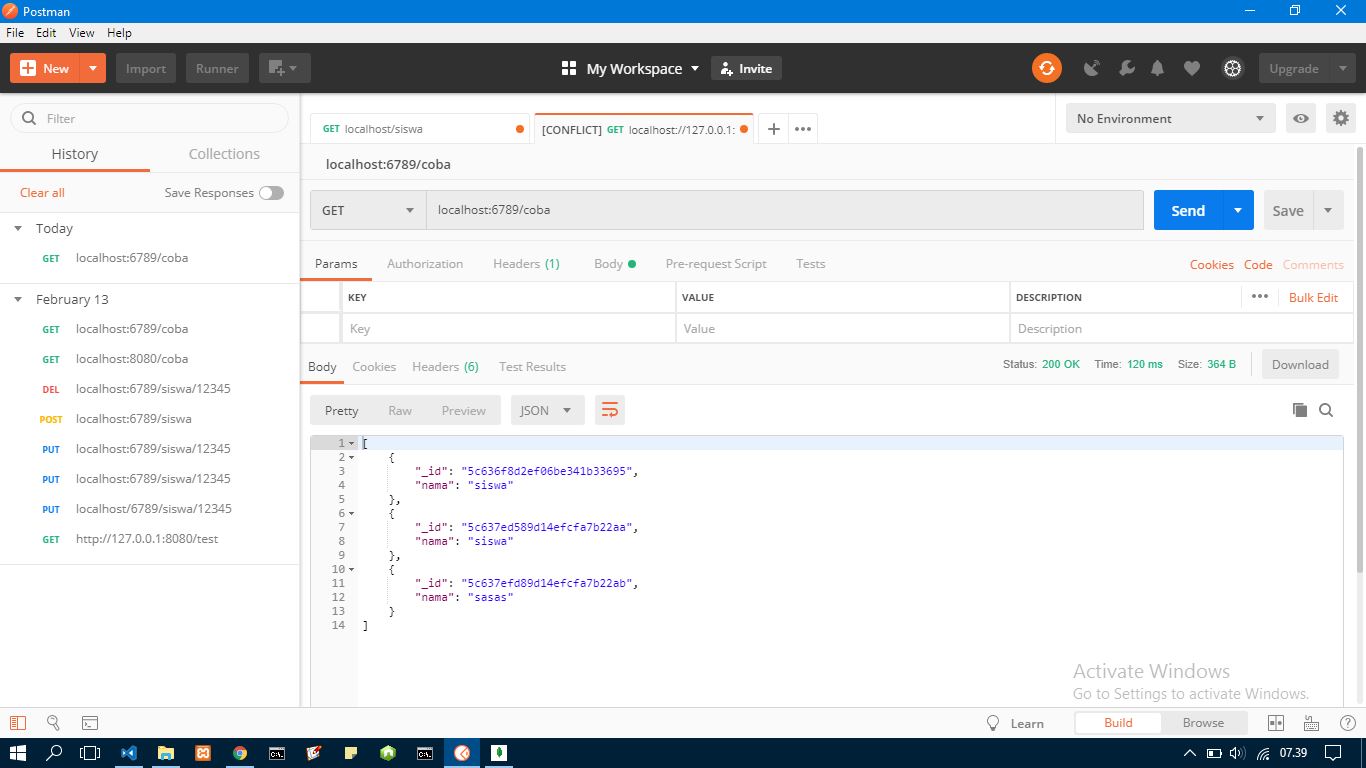 Postman
File Edit View Help
New Import Runner My Workspace Invite Upgrade
Filter
History Collections
Clear all Save Responses
Today
GET localhost:6789/coba
February 13
GET localhost:6789/coba
GET localhost:8080/coba
DEL localhost:6789/siswa/12345
POST localhost:6789/siswa
PUT localhost:6789/siswa/12345
PUT localhost:6789/siswa/12345
PUT localhost/6789/siswa/12345
GET http://127.0.0.1:8080/test
GET localhost/siswa [CONFLICT] GET localhost://127.0.0.1: No Environment
localhost:6789/coba
GET localhost:6789/coba Send Save
Params Authorization Headers (1) Body Pre-request Script Tests Cookies Code Comments
KEY VALUE DESCRIPTION Bulk Edit
Key Value Description
Body Cookies Headers (6) Test Results Status: 200 OK Time: 120 ms Size: 364 B Download
Pretty Raw Preview JSON
1 [
2 {
3 "_id": "5c636f8d2ef06be341b33695",
4 "nama": "siswa"
5 },
6 {
7 "_id": "5c637ed589d14efcfa7b22aa",
8 "nama": "siswa"
9 },
10 {
11 "_id": "5c637efd89d14efcfa7b22ab",
12 "nama": "sasas"
13 }
14 ]
Activate Windows
Go to Settings to activate Windows.
Learn Build Browse
07.39